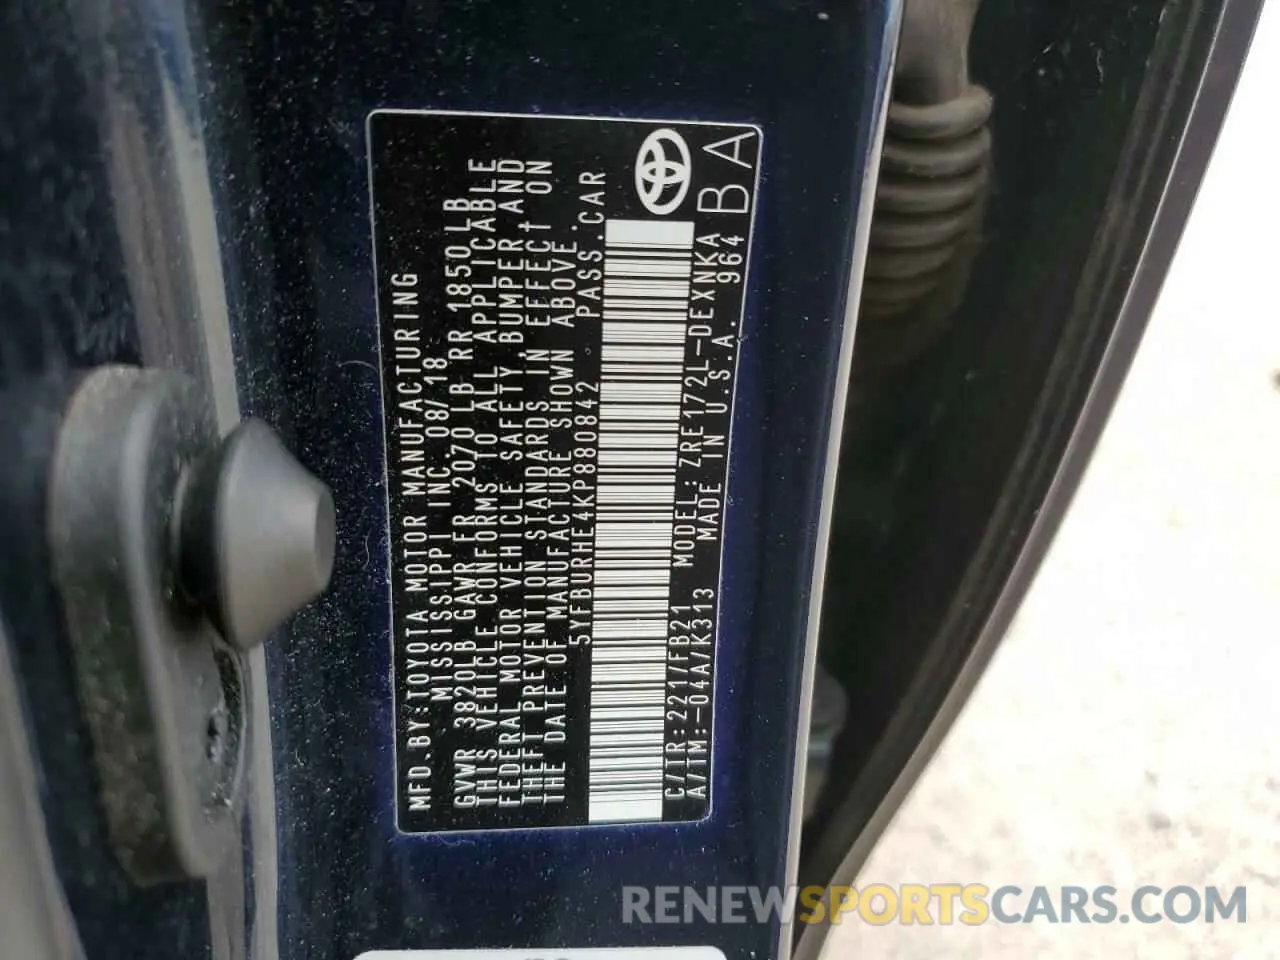 MFD.BY:TOYOTA MOTOR MANUFACTURING
MISSISSIPPI INC. 08/18
GVWR 3820LB GAWR FR 2070 LB RR 1850 LB
THIS VEHICLE CONFORMS TO ALL APPLICABLE
FEDERAL MOTOR VEHICLE SAFETY, BUMPER, AND
THEFT PREVENTION STANDARDS IN EFFECT ON
THE DATE OF MANUFACTURE SHOWN ABOVE.
5YFBURHE4KP880842 PASS.CAR
C/TR:221/FB21 MODEL:ZRE172L-DEXNKA
A/TM:-04A/K313 MADE IN U.S.A. 964
BA
RENEWSPORTSCARS.COM